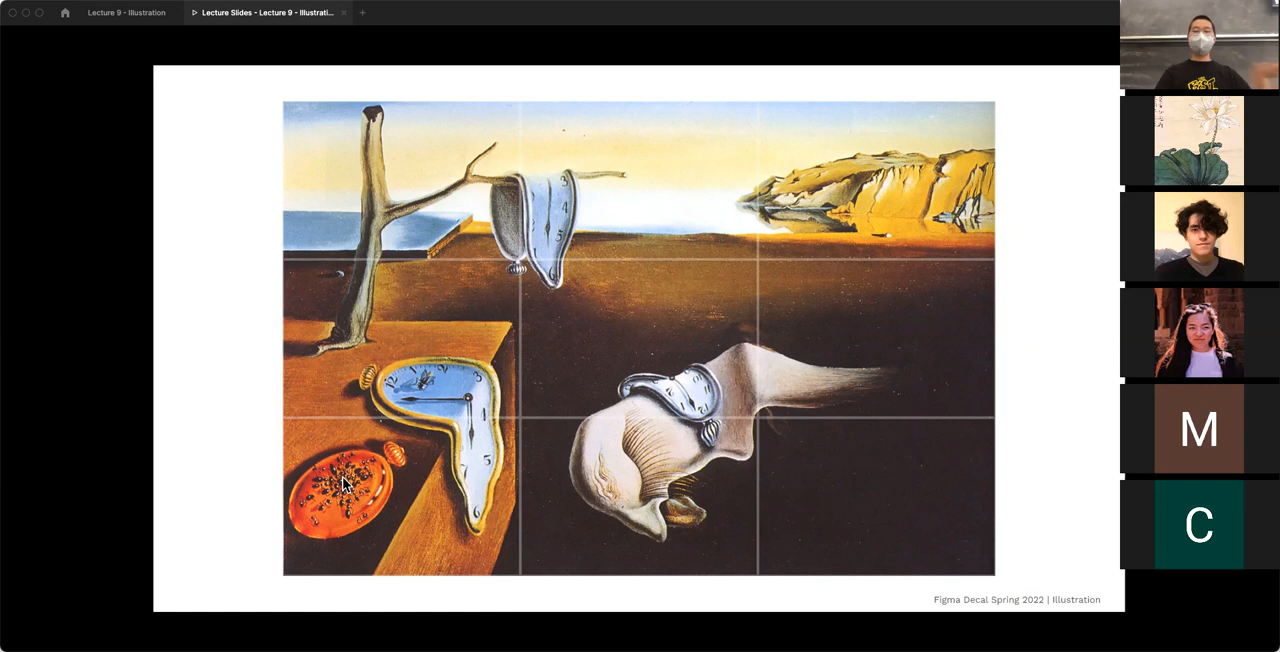 Lecture 9 - Illustration
Lecture Slides - Lecture 9 - Illustrati...
Figma Decal Spring 2022 | Illustration
M
C